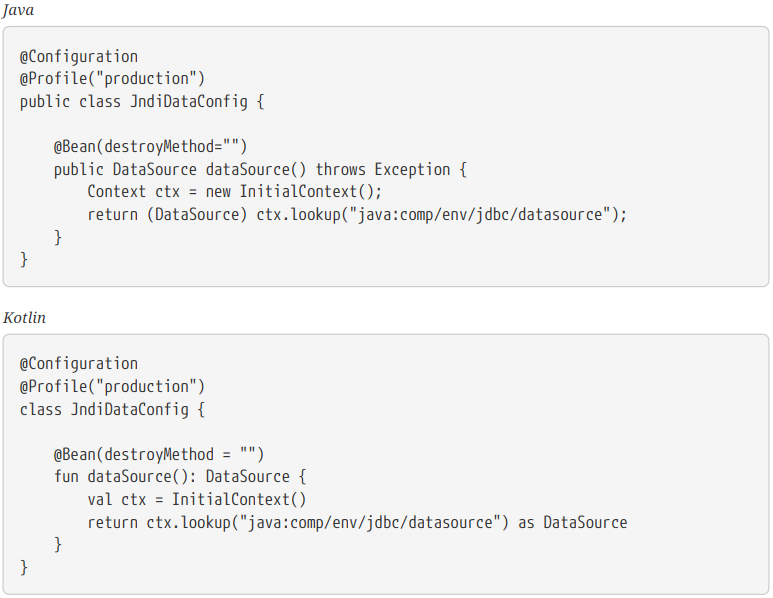 Java
@Configuration
@Profile("production")
public class JndiDataConfig {
    @Bean(destroyMethod="")
    public DataSource dataSource() throws Exception {
        Context ctx = new InitialContext();
        return (DataSource) ctx.lookup("java:comp/env/jdbc/datasource");
    }
}
Kotlin
@Configuration
@Profile("production")
class JndiDataConfig {
    @Bean(destroyMethod = "")
    fun dataSource(): DataSource {
        val ctx = InitialContext()
        return ctx.lookup("java:comp/env/jdbc/datasource") as DataSource
    }
}